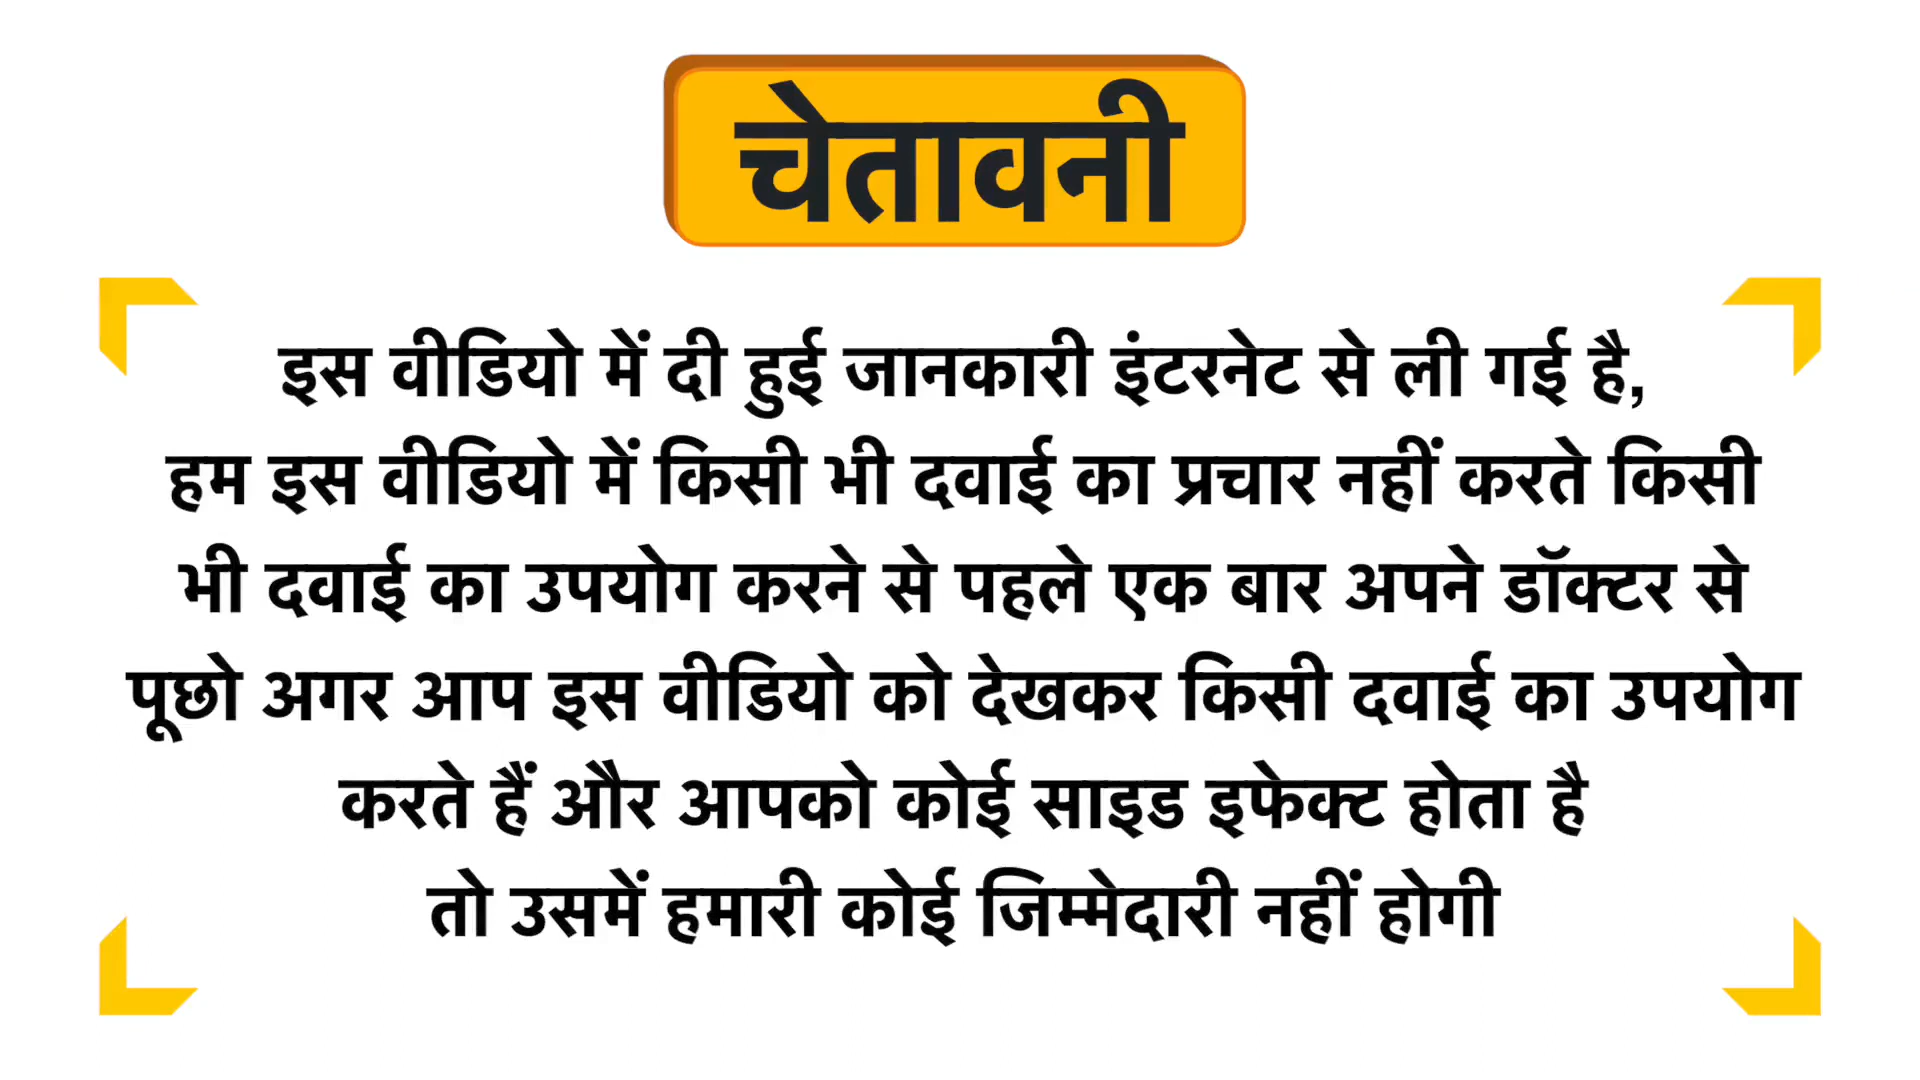 चेतावनी
इस वीडियो में दी हुई जानकारी इंटरनेट से ली गई है,
हम इस वीडियो में किसी भी दवाई का प्रचार नहीं करते किसी
भी दवाई का उपयोग करने से पहले एक बार अपने डॉक्टर से
पूछो अगर आप इस वीडियो को देखकर किसी दवाई का उपयोग
करते हैं और आपको कोई साइड इफेक्ट होता है
तो उसमें हमारी कोई जिम्मेदारी नहीं होगी